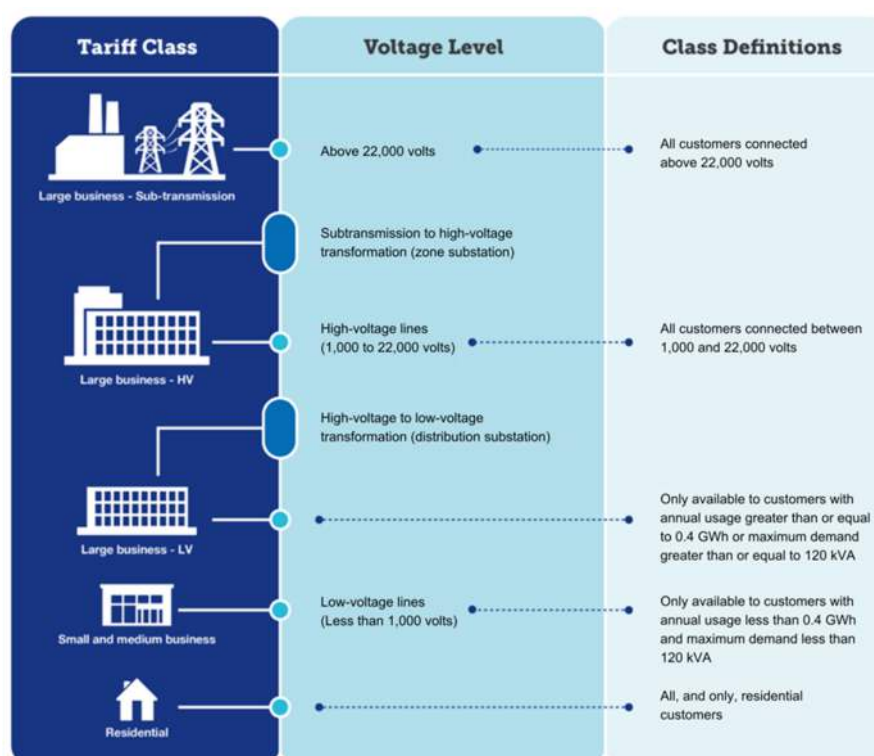 Tariff Class
Voltage Level
Class Definitions
Large business - Sub-transmission
Above 22,000 volts
All customers connected
above 22,000 volts
Subtransmission to high-voltage
transformation (zone substation)
Large business - HV
High-voltage lines
(1,000 to 22,000 volts)
All customers connected between
1,000 and 22,000 volts
High-voltage to low-voltage
transformation (distribution substation)
Large business - LV
Only available to customers with
annual usage greater than or equal
to 0.4 GWh or maximum demand
greater than or equal to 120 kVA
Small and medium business
Low-voltage lines
(Less than 1,000 volts)
Only available to customers with
annual usage less than 0.4 GWh
and maximum demand less than
120 kVA
Residential
All, and only, residential
customers